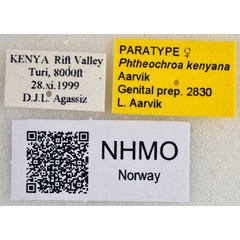 KENYA Rift Valley
Turi, 8000ft
28.xi.1999
D.J.L. Agassiz
PARATYPE ♀
Phtheochroa kenyana
Aarvik
Genital prep. 2830
L. Aarvik
NHMO
Norway